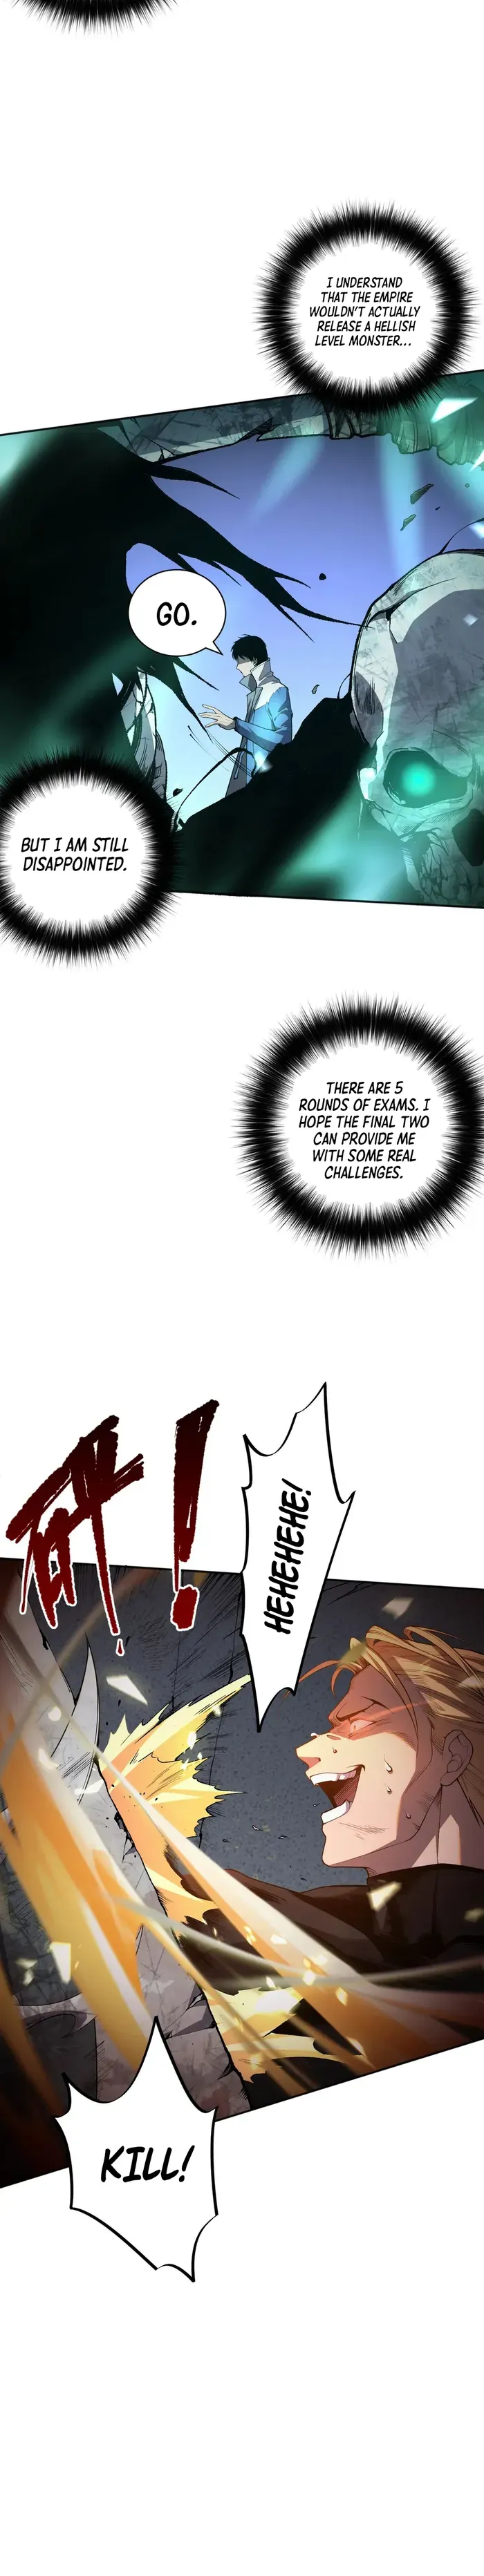 I UNDERSTAND
THAT THE EMPIRE
WOULDN'T ACTUALLY
RELEASE A HELLISH
LEVEL MONSTER...
GO.
BUT I AM STILL
DISAPPOINTED.
THERE ARE 5
ROUNDS OF EXAMS. I
HOPE THE FINAL TWO
CAN PROVIDE ME
WITH SOME REAL
CHALLENGES.
砰!
HEHEHEHE!
KILL!